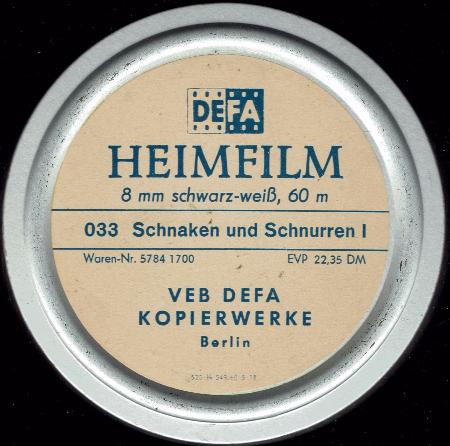 DEFA
HEIMFILM
8 mm schwarz-weiß, 60 m
033 Schnaken und Schnurren I
Waren-Nr. 5784 1700 EVP 22,35 DM
VEB DEFA
KOPIERWERKE
Berlin